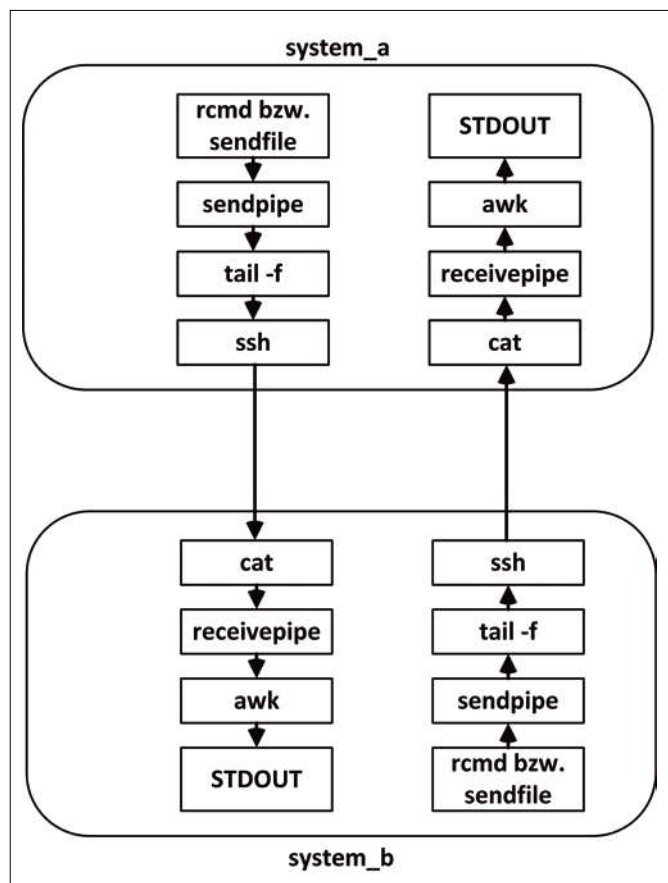 system_a
rcmd bzw.
sendfile
sendpipe
tail -f
ssh
STDOUT
awk
receivepipe
cat
cat
receivepipe
awk
STDOUT
ssh
tail -f
sendpipe
rcmd bzw.
sendfile
system_b